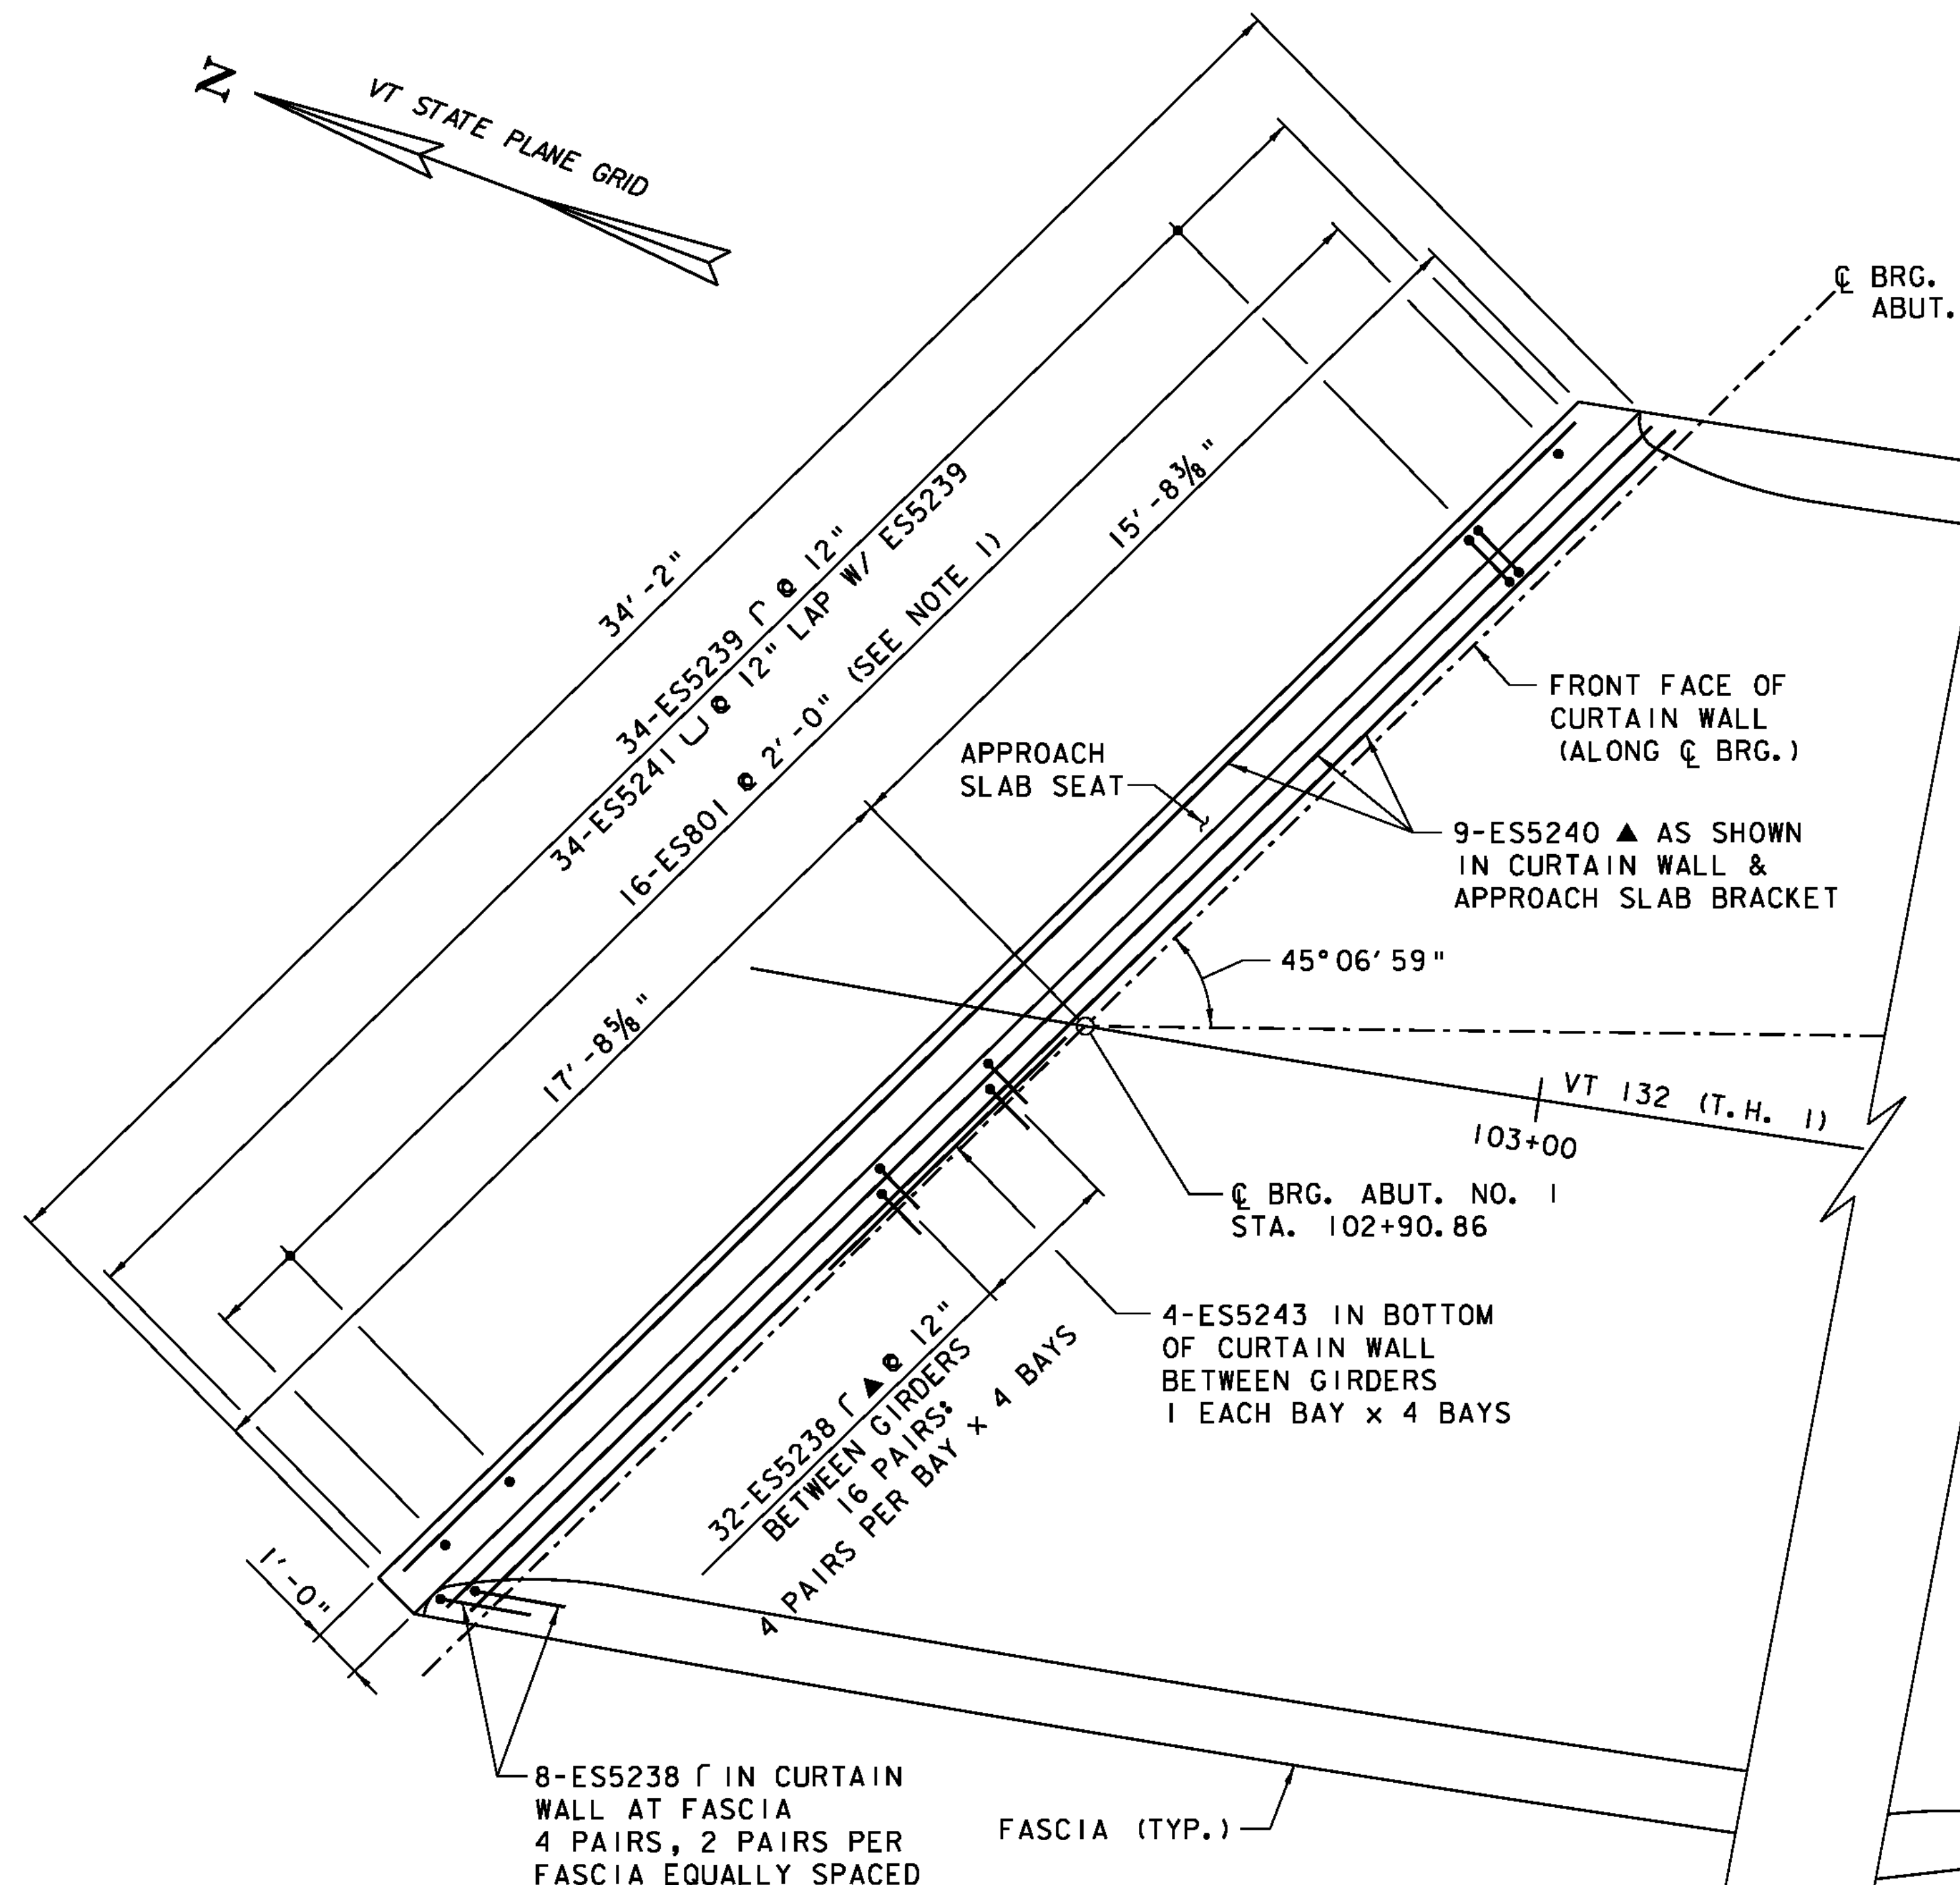 N
VT STATE PLANE GRID
℄ BRG.
ABUT.
34'-2"
34-ES5239 @ 12"
34-ES5241 @ 12" LAP W/ ES5239
16-ES801 @ 2'-0" (SEE NOTE 1)
15'-8⅜"
17'-8⅝"
APPROACH
SLAB SEAT
FRONT FACE OF
CURTAIN WALL
(ALONG ℄ BRG.)
9-ES5240 ▲ AS SHOWN
IN CURTAIN WALL &
APPROACH SLAB BRACKET
45°06'59"
VT 132 (T.H. 1)
103+00
℄ BRG. ABUT. NO. 1
STA. 102+90.86
4-ES5243 IN BOTTOM
OF CURTAIN WALL
BETWEEN GIRDERS
1 EACH BAY x 4 BAYS
32-ES5238 ▲ @ 12"
BETWEEN GIRDERS
16 PAIRS:
4 PAIRS PER BAY x 4 BAYS
1'-0"
8-ES5238 IN CURTAIN
WALL AT FASCIA
4 PAIRS, 2 PAIRS PER
FASCIA EQUALLY SPACED
FASCIA (TYP.)